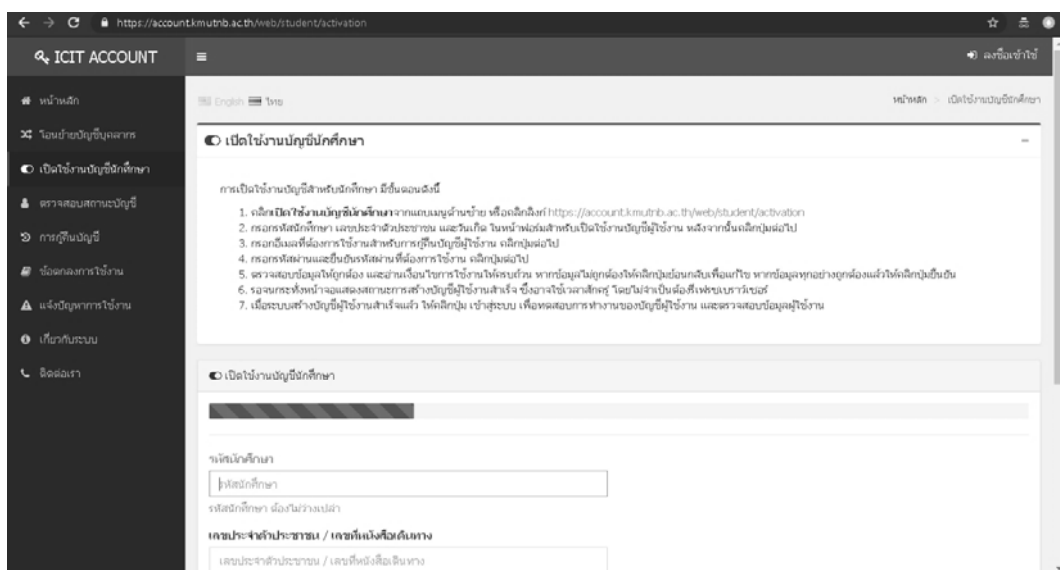 https://account.kmutnb.ac.th/web/student/activation
ICIT ACCOUNT
ลงชื่อเข้าใช้
หน้าหลัก
โอนย้ายบัญชีบุคลากร
เปิดใช้งานบัญชีนักศึกษา
ตรวจสอบสถานะบัญชี
การกู้คืนบัญชี
ข้อตกลงการใช้งาน
แจ้งปัญหาการใช้งาน
เกี่ยวกับระบบ
ติดต่อเรา
English ไทย
หน้าหลัก > เปิดใช้งานบัญชีนักศึกษา
เปิดใช้งานบัญชีนักศึกษา
การเปิดใช้งานบัญชีสำหรับนักศึกษา มีขั้นตอนดังนี้
1. คลิกเปิดใช้งานบัญชีนักศึกษาจากแถบเมนูด้านซ้าย หรือคลิกลิงก์ https://account.kmutnb.ac.th/web/student/activation
2. กรอกรหัสนักศึกษา เลขประจำตัวประชาชน และวันเกิด ในหน้าฟอร์มสำหรับเปิดใช้งานบัญชีผู้ใช้งาน หลังจากนั้นคลิกปุ่มต่อไป
3. กรอกอีเมลที่ต้องการใช้งานสำหรับการกู้คืนบัญชีผู้ใช้งาน คลิกปุ่มต่อไป
4. กรอกรหัสผ่านและยืนยันรหัสผ่านที่ต้องการใช้งาน คลิกปุ่มต่อไป
5. ตรวจสอบข้อมูลให้ถูกต้อง และอ่านเงื่อนไขการใช้งานให้ครบถ้วน หากข้อมูลไม่ถูกต้องให้คลิกปุ่มย้อนกลับเพื่อแก้ไข หากข้อมูลทุกอย่างถูกต้องแล้วให้คลิกปุ่มยืนยัน
6. รอจนกระทั่งหน้าจอแสดงสถานะการสร้างบัญชีผู้ใช้งานสำเร็จ ซึ่งอาจใช้เวลาสักครู่ โดยไม่จำเป็นต้องรีเฟรชเบราว์เซอร์
7. เมื่อระบบสร้างบัญชีผู้ใช้งานสำเร็จแล้ว ให้คลิกปุ่ม เข้าสู่ระบบ เพื่อทดสอบการทำงานของบัญชีผู้ใช้งาน และตรวจสอบข้อมูลผู้ใช้งาน
เปิดใช้งานบัญชีนักศึกษา
รหัสนักศึกษา
รหัสนักศึกษา
รหัสนักศึกษา ต้องไม่ว่างเปล่า
เลขประจำตัวประชาชน / เลขที่หนังสือเดินทาง
เลขประจำตัวประชาชน / เลขที่หนังสือเดินทาง